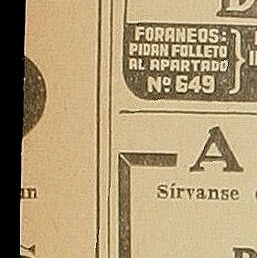 FORANEOS:
PIDAN FOLLETO
AL APARTADO
Nº 649
A
Sírvanse